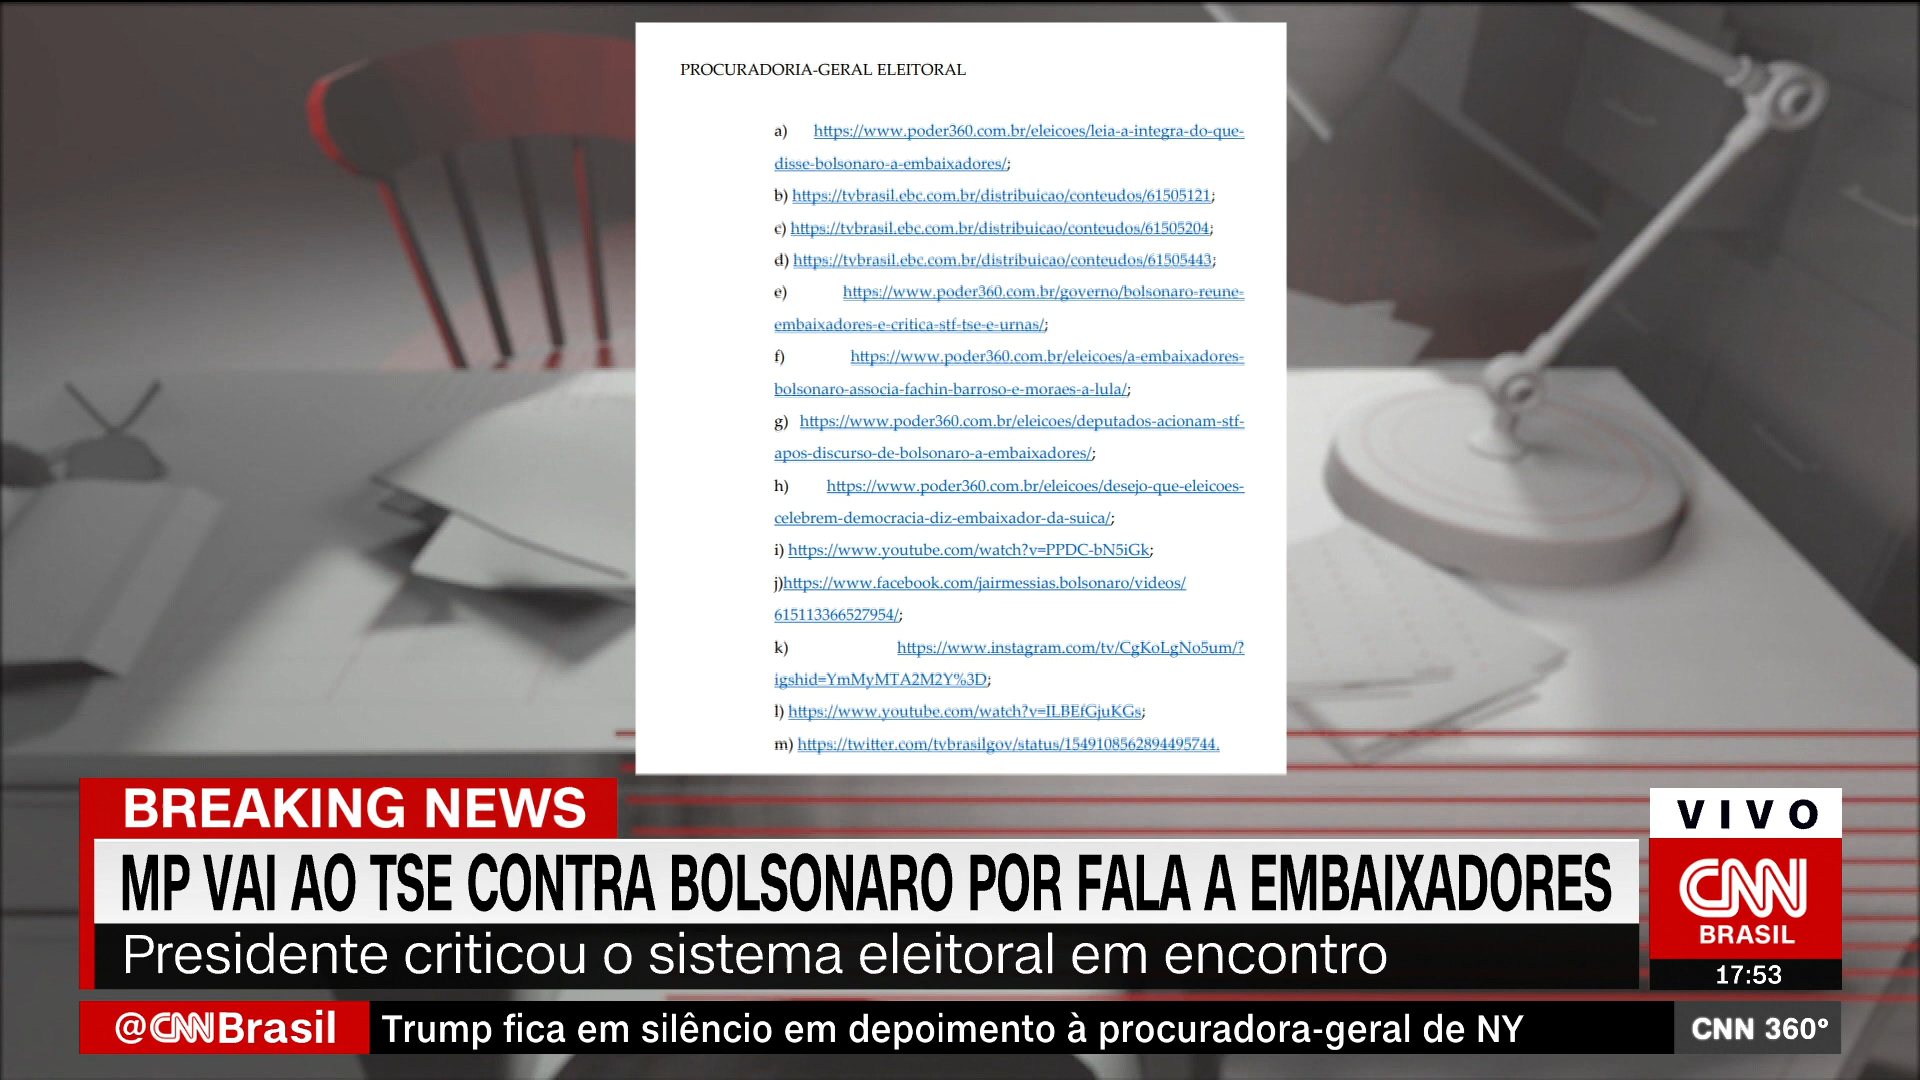 PROCURADORIA-GERAL ELEITORAL
a) https://www.poder360.com.br/eleicoes/leia-a-integra-do-que-
disse-bolsonaro-a-embaixadores/;
b) https://tvbrasil.ebc.com.br/distribuicao/conteudos/61505121;
c) https://tvbrasil.ebc.com.br/distribuicao/conteudos/61505204;
d) https://tvbrasil.ebc.com.br/distribuicao/conteudos/61505443;
e) https://www.poder360.com.br/governo/bolsonaro-reune-
embaixadores-e-critica-stf-tse-e-urnas/;
f) https://www.poder360.com.br/eleicoes/a-embaixadores-
bolsonaro-associa-fachin-barroso-e-moraes-a-lula/;
g) https://www.poder360.com.br/eleicoes/deputados-acionam-stf-
apos-discurso-de-bolsonaro-a-embaixadores/;
h) https://www.poder360.com.br/eleicoes/desejo-que-eleicoes-
celebrem-democracia-diz-embaixador-da-suica/;
i) https://www.youtube.com/watch?v=PPDC-bN5iGk;
j)https://www.facebook.com/jairmessias.bolsonaro/videos/
615113366527954/;
k) https://www.instagram.com/tv/CgKoLgNo5um/?
igshid=YmMyMTA2M2Y%3D;
l) https://www.youtube.com/watch?v=ILBEfGjuKGs;
m) https://twitter.com/tvbrasilgov/status/1549108562894495744.
BREAKING NEWS
MP VAI AO TSE CONTRA BOLSONARO POR FALA A EMBAIXADORES
Presidente criticou o sistema eleitoral em encontro
VIVO
CNN
BRASIL
17:53
@CNNBrasil Trump fica em silêncio em depoimento à procuradora-geral de NY
CNN 360°